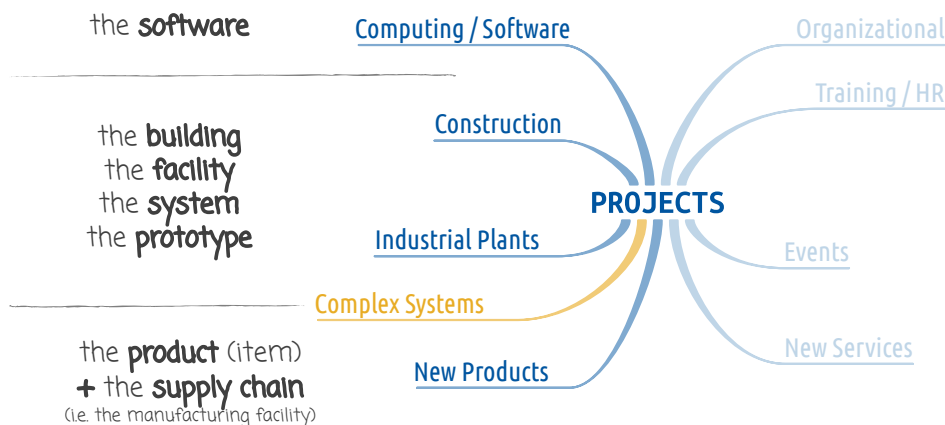 the software
the building
the facility
the system
the prototype
the product (item)
+ the supply chain
(i.e. the manufacturing facility)
Computing / Software
Construction
Industrial Plants
Complex Systems
New Products
PROJECTS
Organizational
Training / HR
Events
New Services